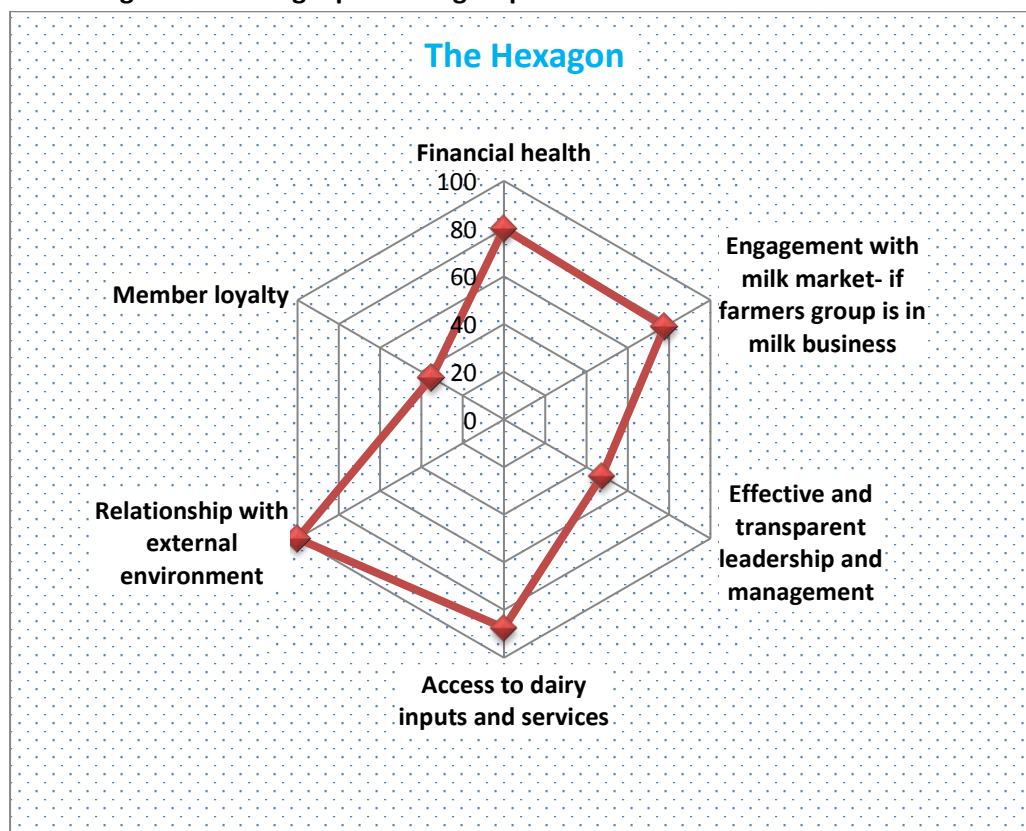 The Hexagon
Financial health
100
80
60
40
20
0
Engagement with
milk market- if
farmers group is in
milk business
Effective and
transparent
leadership and
management
Access to dairy
inputs and services
Relationship with
external
environment
Member loyalty